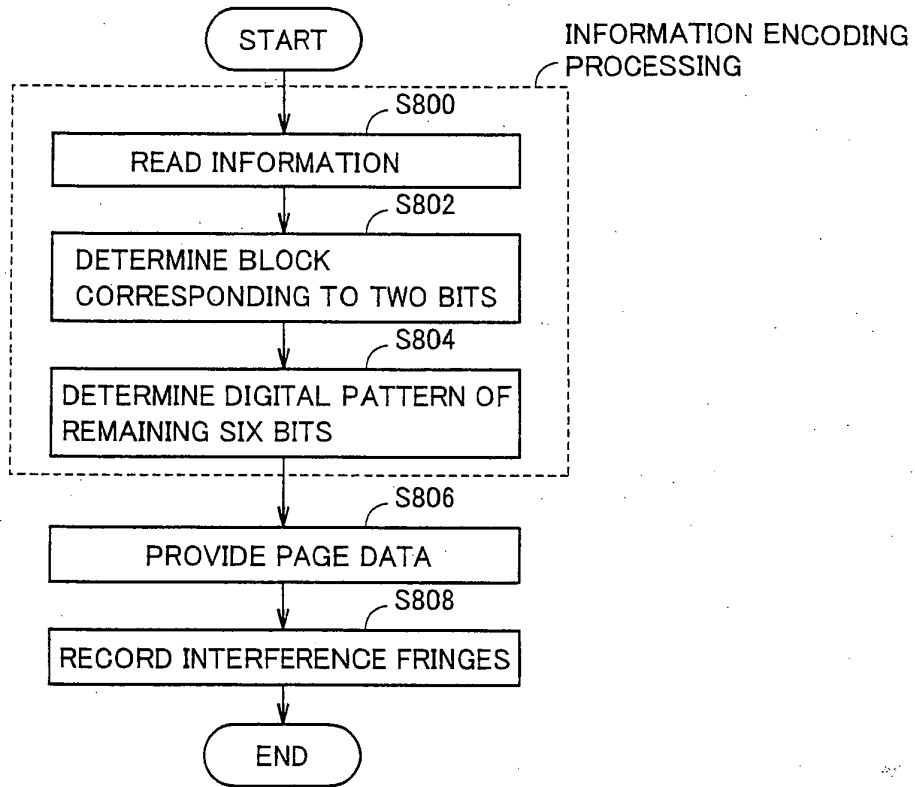 START
INFORMATION ENCODING
PROCESSING
S800
READ INFORMATION
S802
DETERMINE BLOCK
CORRESPONDING TO TWO BITS
S804
DETERMINE DIGITAL PATTERN OF
REMAINING SIX BITS
S806
PROVIDE PAGE DATA
S808
RECORD INTERFERENCE FRINGES
END